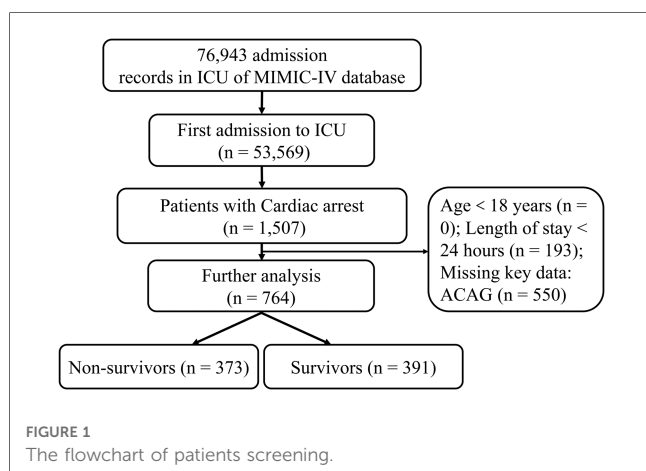 76,943 admission
records in ICU of MIMIC-IV database
First admission to ICU
(n = 53,569)
Patients with Cardiac arrest
(n = 1,507)
Age < 18 years (n =
0); Length of stay <
24 hours (n = 193);
Missing key data:
ACAG (n = 550)
Further analysis
(n = 764)
Non-survivors (n = 373)
Survivors (n = 391)
FIGURE 1
The flowchart of patients screening.